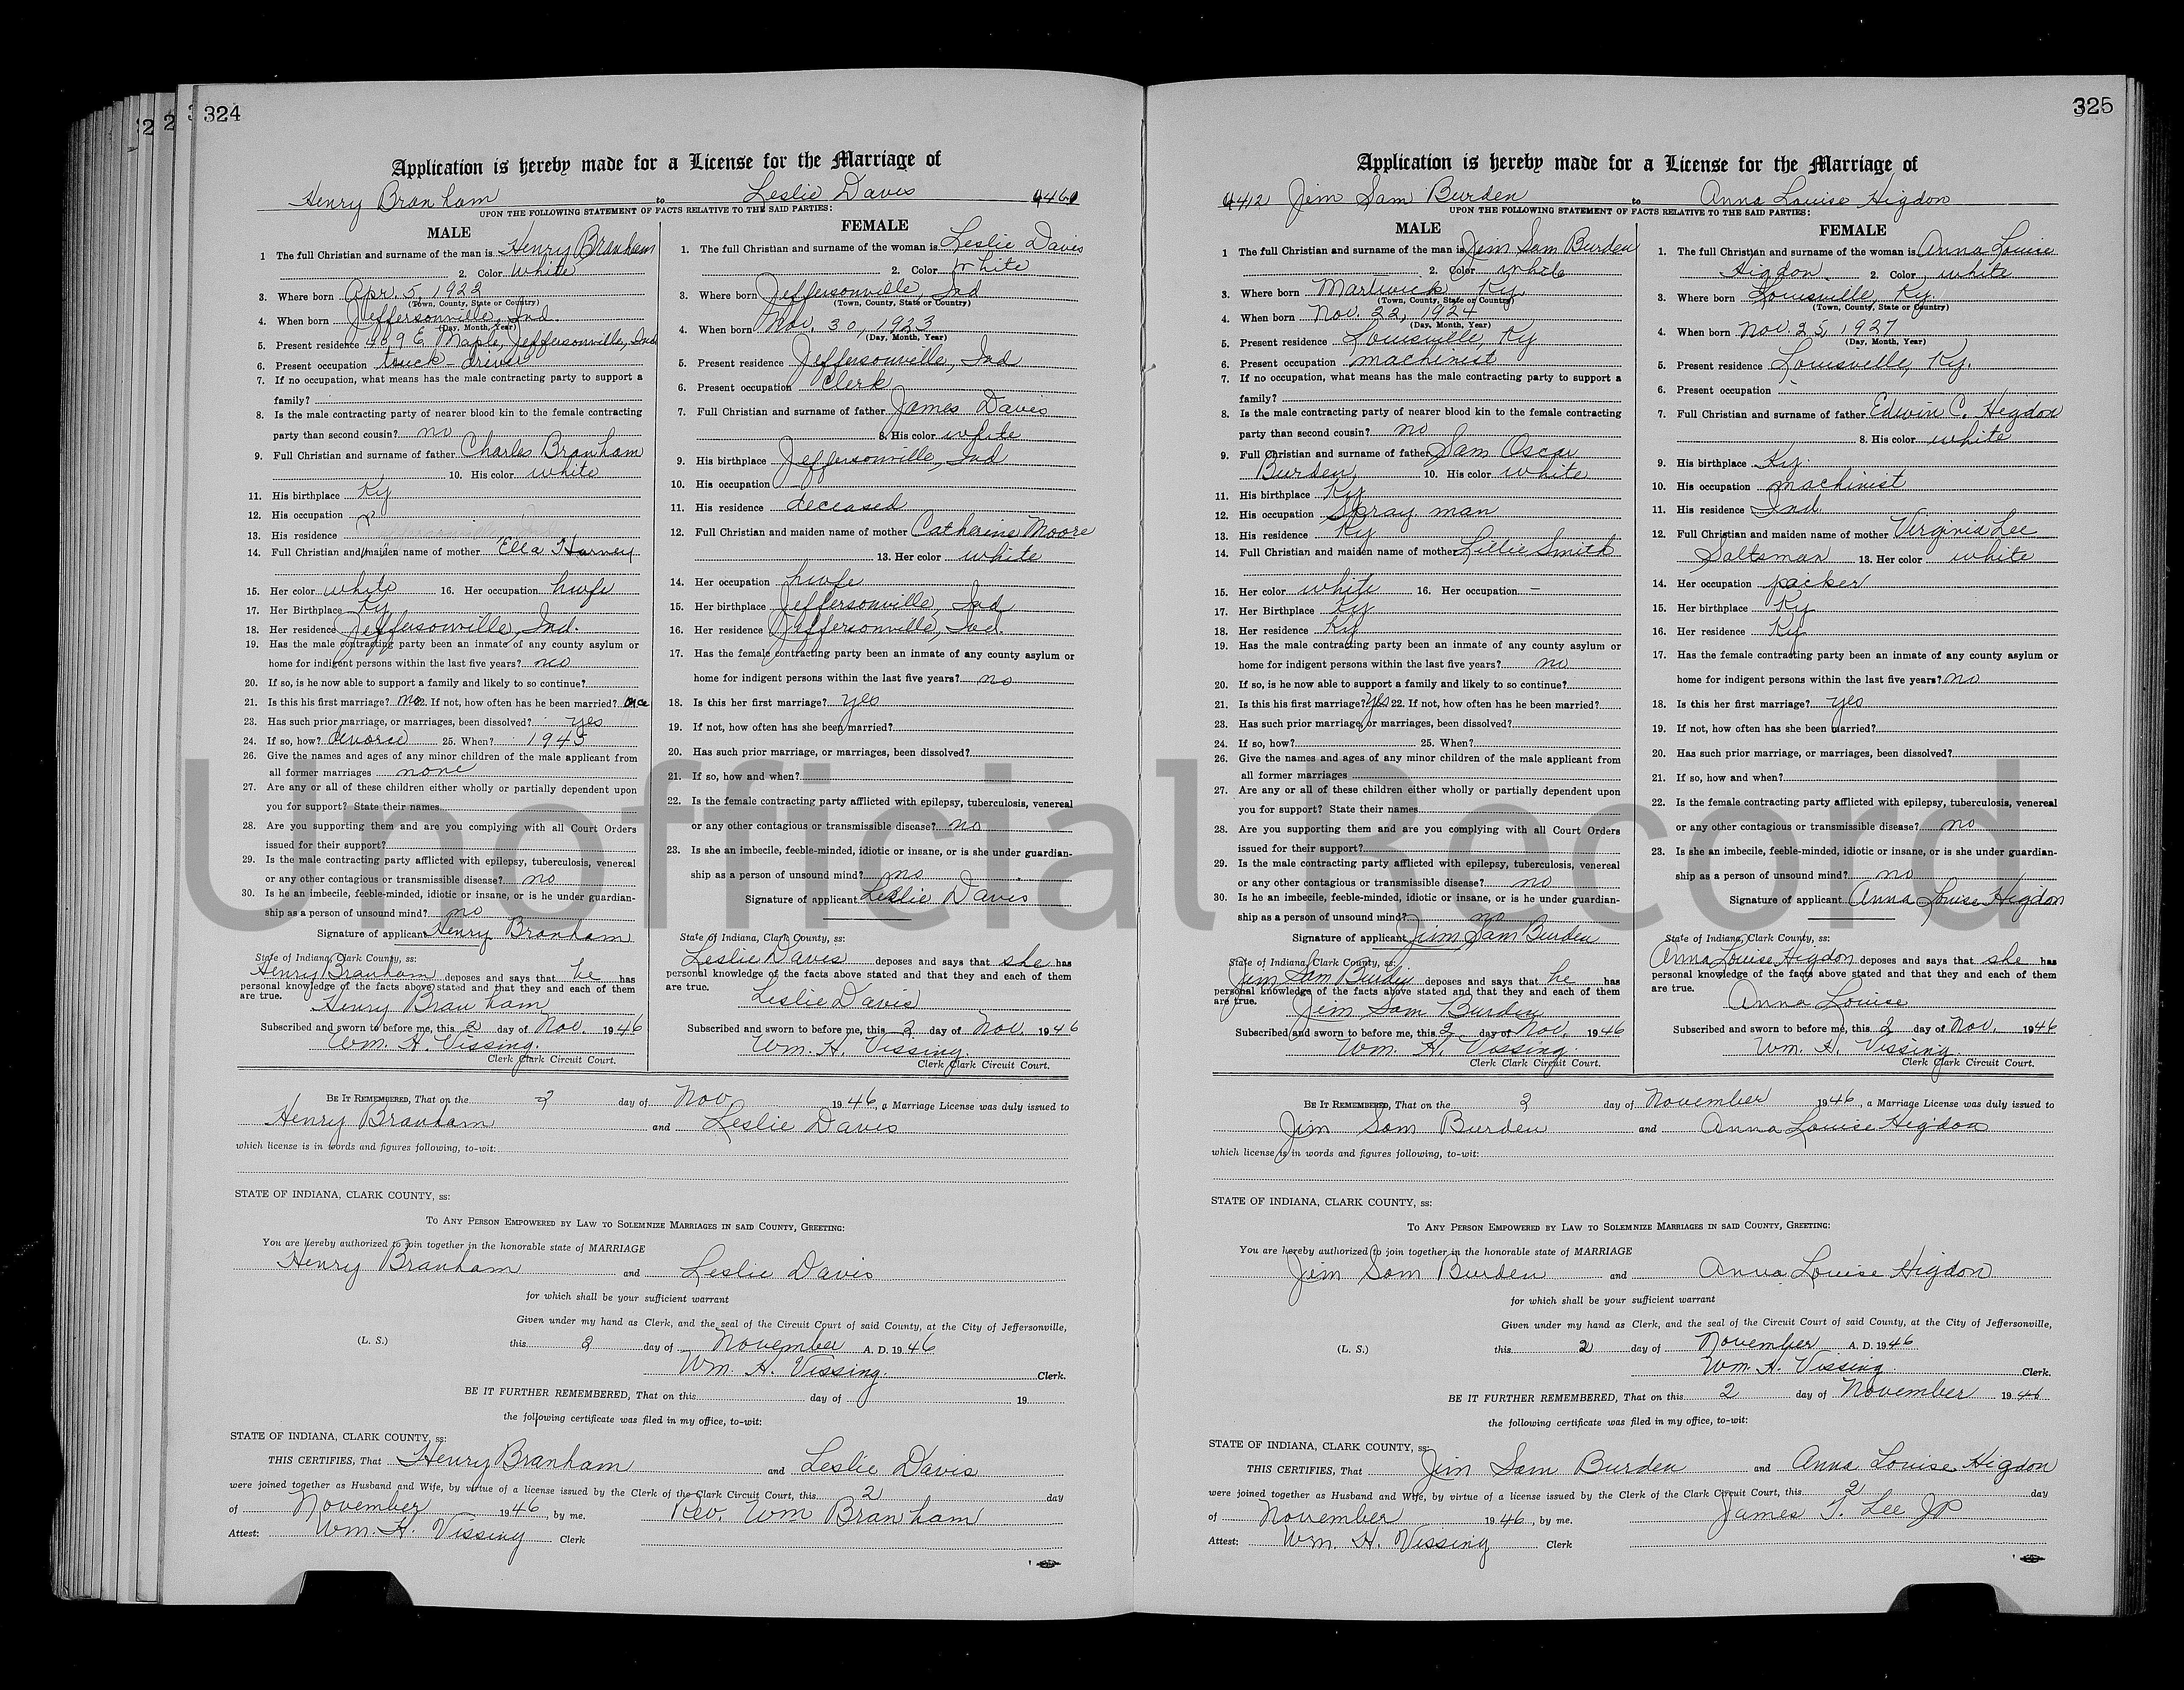 324
Application is hereby made for a License for the Marriage of
Henry Branham to Leslie Davis
UPON THE FOLLOWING STATEMENT OF FACTS RELATIVE TO THE SAID PARTIES:
MALE
1 The full Christian and surname of the man is Henry Branham
2. Color white
3. Where born Apr. 5, 1922
(Town, County, State or Country)
4. When born Jeffersonville, Ind.
(Day, Month, Year)
5. Present residence 409 E Maple, Jeffersonville, Ind
6. Present occupation truck driver
7. If no occupation, what means has the male contracting party to support a
family?
8. Is the male contracting party of nearer blood kin to the female contracting
party than second cousin? no
9. Full Christian and surname of father Charles Branham
10. His color white
11. His birthplace Ky
12. His occupation
13. His residence
14. Full Christian and maiden name of mother Ella Harvey
15. Her color white 16. Her occupation hwfe
17. Her Birthplace Ky
18. Her residence Jeffersonville, Ind.
19. Has the male contracting party been an inmate of any county asylum or
home for indigent persons within the last five years? no
20. If so, is he now able to support a family and likely to so continue?
21. Is this his first marriage? no 22. If not, how often has he been married? once
23. Has such prior marriage, or marriages, been dissolved? yes
24. If so, how? divorce 25. When? 1945
26. Give the names and ages of any minor children of the male applicant from
all former marriages none
27. Are any or all of these children either wholly or partially dependent upon
you for support? State their names
28. Are you supporting them and are you complying with all Court Orders
issued for their support?
29. Is the male contracting party afflicted with epilepsy, tuberculosis, venereal
or any other contagious or transmissible disease? no
30. Is he an imbecile, feeble-minded, idiotic or insane, or is he under guardian-
ship as a person of unsound mind? no
Signature of applicant Henry Branham
State of Indiana, Clark County, ss:
Henry Branham deposes and says that he has
personal knowledge of the facts above stated and that they and each of them
are true.
Henry Branham
Subscribed and sworn to before me, this 2 day of Nov. 1946
Wm. H. Vissing.
Clerk Clark Circuit Court.
FEMALE
1. The full Christian and surname of the woman is Leslie Davis
2. Color white
3. Where born Jeffersonville, Ind
(Town, County, State or Country)
4. When born Nov. 30, 1923
(Day, Month, Year)
5. Present residence Jeffersonville, Ind
6. Present occupation Clerk
7. Full Christian and surname of father James Davis
8. His color white
9. His birthplace Jeffersonville, Ind
10. His occupation
11. His residence deceased
12. Full Christian and maiden name of mother Catharine Moore
13. Her color white
14. Her occupation hwfe
15. Her birthplace Jeffersonville, Ind
16. Her residence Jeffersonville, Ind.
17. Has the female contracting party been an inmate of any county asylum or
home for indigent persons within the last five years? no
18. Is this her first marriage? yes
19. If not, how often has she been married?
20. Has such prior marriage, or marriages, been dissolved?
21. If so, how and when?
22. Is the female contracting party afflicted with epilepsy, tuberculosis, venereal
or any other contagious or transmissible disease? no
23. Is she an imbecile, feeble-minded, idiotic or insane, or is she under guardian-
ship as a person of unsound mind? no
Signature of applicant Leslie Davis
State of Indiana, Clark County, ss:
Leslie Davis deposes and says that she has
personal knowledge of the facts above stated and that they and each of them
are true.
Leslie Davis
Subscribed and sworn to before me, this 2 day of Nov. 1946
Wm. H. Vissing.
Clerk Clark Circuit Court.
BE IT REMEMBERED, That on the 2 day of Nov 1946, a Marriage License was duly issued to
Henry Branham and Leslie Davis
which license is in words and figures following, to-wit:
STATE OF INDIANA, CLARK COUNTY, ss:
TO ANY PERSON EMPOWERED BY LAW TO SOLEMNIZE MARRIAGES IN SAID COUNTY, GREETING:
You are hereby authorized to join together in the honorable state of MARRIAGE
Henry Branham and Leslie Davis
for which shall be your sufficient warrant
Given under my hand as Clerk, and the seal of the Circuit Court of said County, at the City of Jeffersonville,
(L. S.) this 2 day of November A. D. 1946
Wm. H. Vissing. Clerk.
BE IT FURTHER REMEMBERED, That on this day of 19
the following certificate was filed in my office, to-wit:
STATE OF INDIANA, CLARK COUNTY, ss:
THIS CERTIFIES, That Henry Branham and Leslie Davis
were joined together as Husband and Wife, by virtue of a license issued by the Clerk of the Clark Circuit Court, this 2 day
of November 1946, by me. Rev. Wm Branham
Attest: Wm. H. Vissing Clerk
325
Application is hereby made for a License for the Marriage of
Jim Sam Burden to Anna Louise Higdon
UPON THE FOLLOWING STATEMENT OF FACTS RELATIVE TO THE SAID PARTIES:
MALE
1 The full Christian and surname of the man is Jim Sam Burden
2. Color white
3. Where born Martwick Ky.
(Town, County, State or Country)
4. When born Nov. 22, 1924
(Day, Month, Year)
5. Present residence Louisville, Ky
6. Present occupation machinist
7. If no occupation, what means has the male contracting party to support a
family?
8. Is the male contracting party of nearer blood kin to the female contracting
party than second cousin? no
9. Full Christian and surname of father Sam Oscar
Burden 10. His color white
11. His birthplace Ky
12. His occupation Spray man
13. His residence Ky
14. Full Christian and maiden name of mother Lillie Smith
15. Her color white 16. Her occupation –
17. Her Birthplace Ky
18. Her residence Ky
19. Has the male contracting party been an inmate of any county asylum or
home for indigent persons within the last five years? no
20. If so, is he now able to support a family and likely to so continue?
21. Is this his first marriage? yes 22. If not, how often has he been married?
23. Has such prior marriage, or marriages, been dissolved?
24. If so, how? 25. When?
26. Give the names and ages of any minor children of the male applicant from
all former marriages
27. Are any or all of these children either wholly or partially dependent upon
you for support? State their names
28. Are you supporting them and are you complying with all Court Orders
issued for their support?
29. Is the male contracting party afflicted with epilepsy, tuberculosis, venereal
or any other contagious or transmissible disease? no
30. Is he an imbecile, feeble-minded, idiotic or insane, or is he under guardian-
ship as a person of unsound mind? no
Signature of applicant Jim Sam Burden
State of Indiana, Clark County, ss:
Jim Sam Burden deposes and says that he has
personal knowledge of the facts above stated and that they and each of them
are true.
Jim Sam Burden
Subscribed and sworn to before me, this 2 day of Nov. 1946
Wm. H. Vissing.
Clerk Clark Circuit Court.
FEMALE
1. The full Christian and surname of the woman is Anna Louise
Higdon 2. Color white
3. Where born Louisville, Ky.
(Town, County, State or Country)
4. When born Nov. 25, 1927
(Day, Month, Year)
5. Present residence Louisville, Ky.
6. Present occupation
7. Full Christian and surname of father Edwin C. Higdon
8. His color white
9. His birthplace Ky.
10. His occupation machinist
11. His residence Ind.
12. Full Christian and maiden name of mother Virginia Lee
Saltsman 13. Her color white
14. Her occupation packer
15. Her birthplace Ky
16. Her residence Ky
17. Has the female contracting party been an inmate of any county asylum or
home for indigent persons within the last five years? no
18. Is this her first marriage? yes
19. If not, how often has she been married?
20. Has such prior marriage, or marriages, been dissolved?
21. If so, how and when?
22. Is the female contracting party afflicted with epilepsy, tuberculosis, venereal
or any other contagious or transmissible disease? no
23. Is she an imbecile, feeble-minded, idiotic or insane, or is she under guardian-
ship as a person of unsound mind? no
Signature of applicant Anna Louise Higdon
State of Indiana, Clark County, ss:
Anna Louise Higdon deposes and says that she has
personal knowledge of the facts above stated and that they and each of them
are true.
Anna Louise
Subscribed and sworn to before me, this 2 day of Nov. 1946
Wm. H. Vissing.
Clerk Clark Circuit Court.
BE IT REMEMBERED, That on the 2 day of November 1946, a Marriage License was duly issued to
Jim Sam Burden and Anna Louise Higdon
which license is in words and figures following, to-wit:
STATE OF INDIANA, CLARK COUNTY, ss:
TO ANY PERSON EMPOWERED BY LAW TO SOLEMNIZE MARRIAGES IN SAID COUNTY, GREETING:
You are hereby authorized to join together in the honorable state of MARRIAGE
Jim Sam Burden and Anna Louise Higdon
for which shall be your sufficient warrant
Given under my hand as Clerk, and the seal of the Circuit Court of said County, at the City of Jeffersonville,
(L. S.) this 2 day of November A. D. 1946
Wm. H. Vissing Clerk.
BE IT FURTHER REMEMBERED, That on this 2 day of November 1946
the following certificate was filed in my office, to-wit:
STATE OF INDIANA, CLARK COUNTY, ss:
THIS CERTIFIES, That Jim Sam Burden and Anna Louise Higdon
were joined together as Husband and Wife, by virtue of a license issued by the Clerk of the Clark Circuit Court, this 2 day
of November 1946, by me. James T. Lee JP
Attest: Wm. H. Vissing Clerk
Unofficial Record